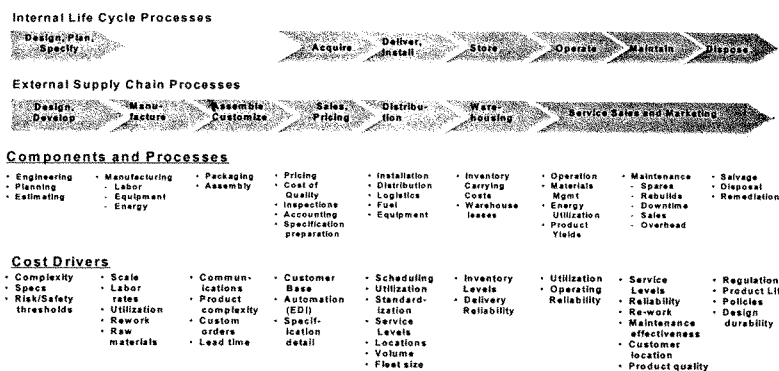 Internal Life Cycle Processes
Design, Plan,
Specify
Acquire
Deliver,
Install
Store
Operate
Maintain
Dispose
External Supply Chain Processes
Design,
Develop
Manu-
facture
Assemble
Customize
Sales,
Pricing
Distribu-
tion
Ware-
housing
Service Sales and Marketing
Components and Processes
• Engineering
• Planning
• Estimating
• Manufacturing
- Labor
- Equipment
- Energy
• Packaging
• Assembly
• Pricing
• Cost of
Quality
• Inspections
• Accounting
• Specification
preparation
• Installation
• Distribution
• Logistics
• Fuel
• Equipment
• Inventory
Carrying
Costs
• Warehouse
leases
• Operation
• Materials
Mgmt
• Energy
Utilization
• Product
Yields
• Maintenance
- Spares
- Rebuilds
- Downtime
- Sales
- Overhead
• Salvage
• Disposal
• Remediation
Cost Drivers
• Complexity
• Specs
• Risk/Safety
thresholds
• Scale
• Labor
rates
• Utilization
• Rework
• Raw
materials
• Commun-
ications
• Product
complexity
• Custom
orders
• Lead time
• Customer
Base
• Automation
(EDI)
• Specif-
ication
detail
• Scheduling
• Utilization
• Standard-
ization
• Service
Levels
• Locations
• Volume
• Fleet size
• Inventory
Levels
• Delivery
Reliability
• Utilization
• Operating
Reliability
• Service
Levels
• Reliability
• Re-work
• Maintenance
effectiveness
• Customer
location
• Product quality
• Regulation
• Product Lif
• Policies
• Design
durability